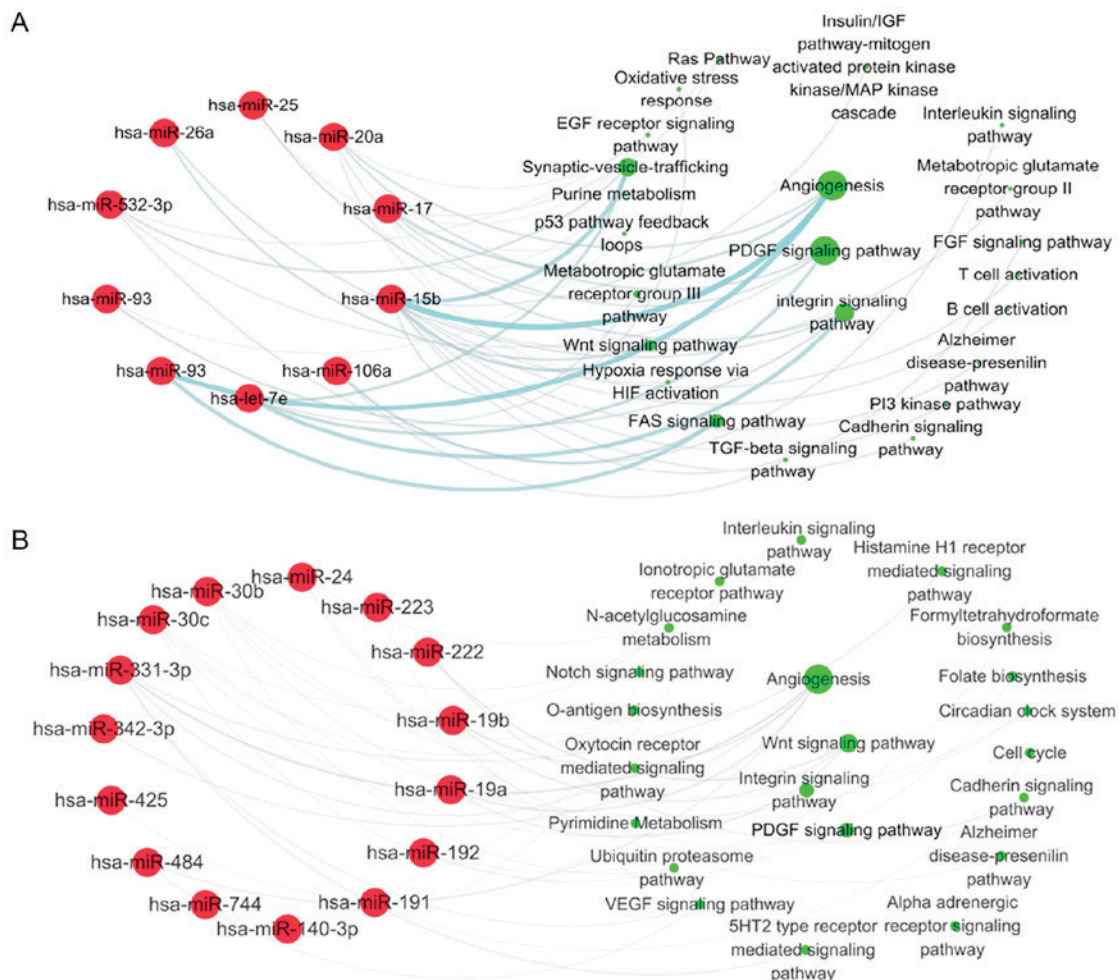 A
hsa-miR-25
hsa-miR-26a
hsa-miR-20a
hsa-miR-532-3p
hsa-miR-17
hsa-miR-93
hsa-miR-15b
hsa-miR-93
hsa-miR-106a
hsa-let-7e
Ras Pathway
Oxidative stress
response
EGF receptor signaling
pathway
Synaptic-vesicle-trafficking
Purine metabolism
p53 pathway feedback
loops
Metabotropic glutamate
receptor group III
pathway
Wnt signaling pathway
Hypoxia response via
HIF activation
FAS signaling pathway
TGF-beta signaling
pathway
Insulin/IGF
pathway-mitogen
activated protein kinase
kinase/MAP kinase
cascade
Angiogenesis
PDGF signaling pathway
integrin signaling
pathway
Interleukin signaling
pathway
Metabotropic glutamate
receptor group II
pathway
FGF signaling pathway
T cell activation
B cell activation
Alzheimer
disease-presenilin
pathway
PI3 kinase pathway
Cadherin signaling
pathway
B
hsa-miR-24
hsa-miR-30b
hsa-miR-223
hsa-miR-30c
hsa-miR-222
hsa-miR-331-3p
hsa-miR-19b
hsa-miR-342-3p
hsa-miR-19a
hsa-miR-425
hsa-miR-192
hsa-miR-484
hsa-miR-191
hsa-miR-744
hsa-miR-140-3p
Interleukin signaling
pathway
Ionotropic glutamate
receptor pathway
N-acetylglucosamine
metabolism
Notch signaling pathway
O-antigen biosynthesis
Oxytocin receptor
mediated signaling
pathway
Pyrimidine Metabolism
Ubiquitin proteasome
pathway
VEGF signaling pathway
5HT2 type receptor
mediated signaling
pathway
Angiogenesis
Wnt signaling pathway
Integrin signaling
pathway
PDGF signaling pathway
Histamine H1 receptor
mediated signaling
pathway
Formyltetrahydroformate
biosynthesis
Folate biosynthesis
Circadian clock system
Cell cycle
Cadherin signaling
pathway
Alzheimer
disease-presenilin
pathway
Alpha adrenergic
receptor signaling
pathway